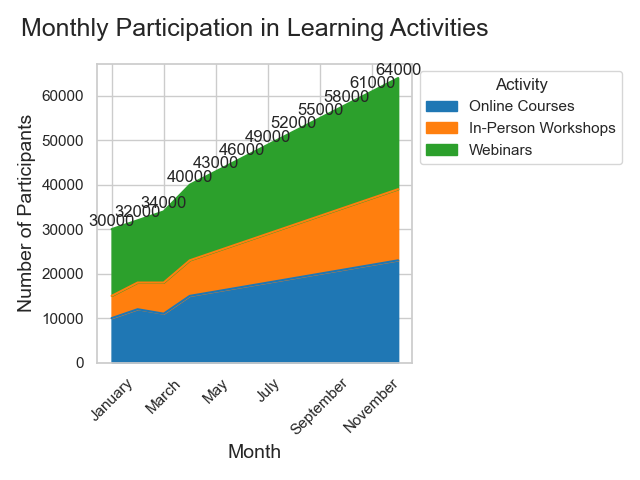 Monthly Participation in Learning Activities
Number of Participants
60000
50000
40000
30000
20000
10000
0
30000
32000
34000
40000
43000
46000
49000
52000
55000
58000
61000
64000
January
March
May
July
September
November
Month
Activity
Online Courses
In-Person Workshops
Webinars